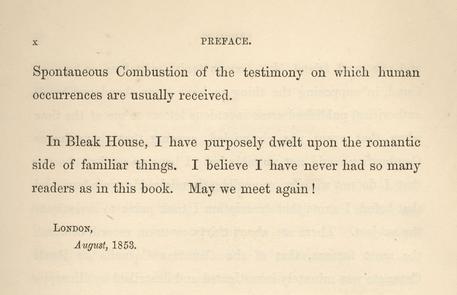 x PREFACE.
Spontaneous Combustion of the testimony on which human
occurrences are usually received.
In Bleak House, I have purposely dwelt upon the romantic
side of familiar things. I believe I have never had so many
readers as in this book. May we meet again!
London,
August, 1853.